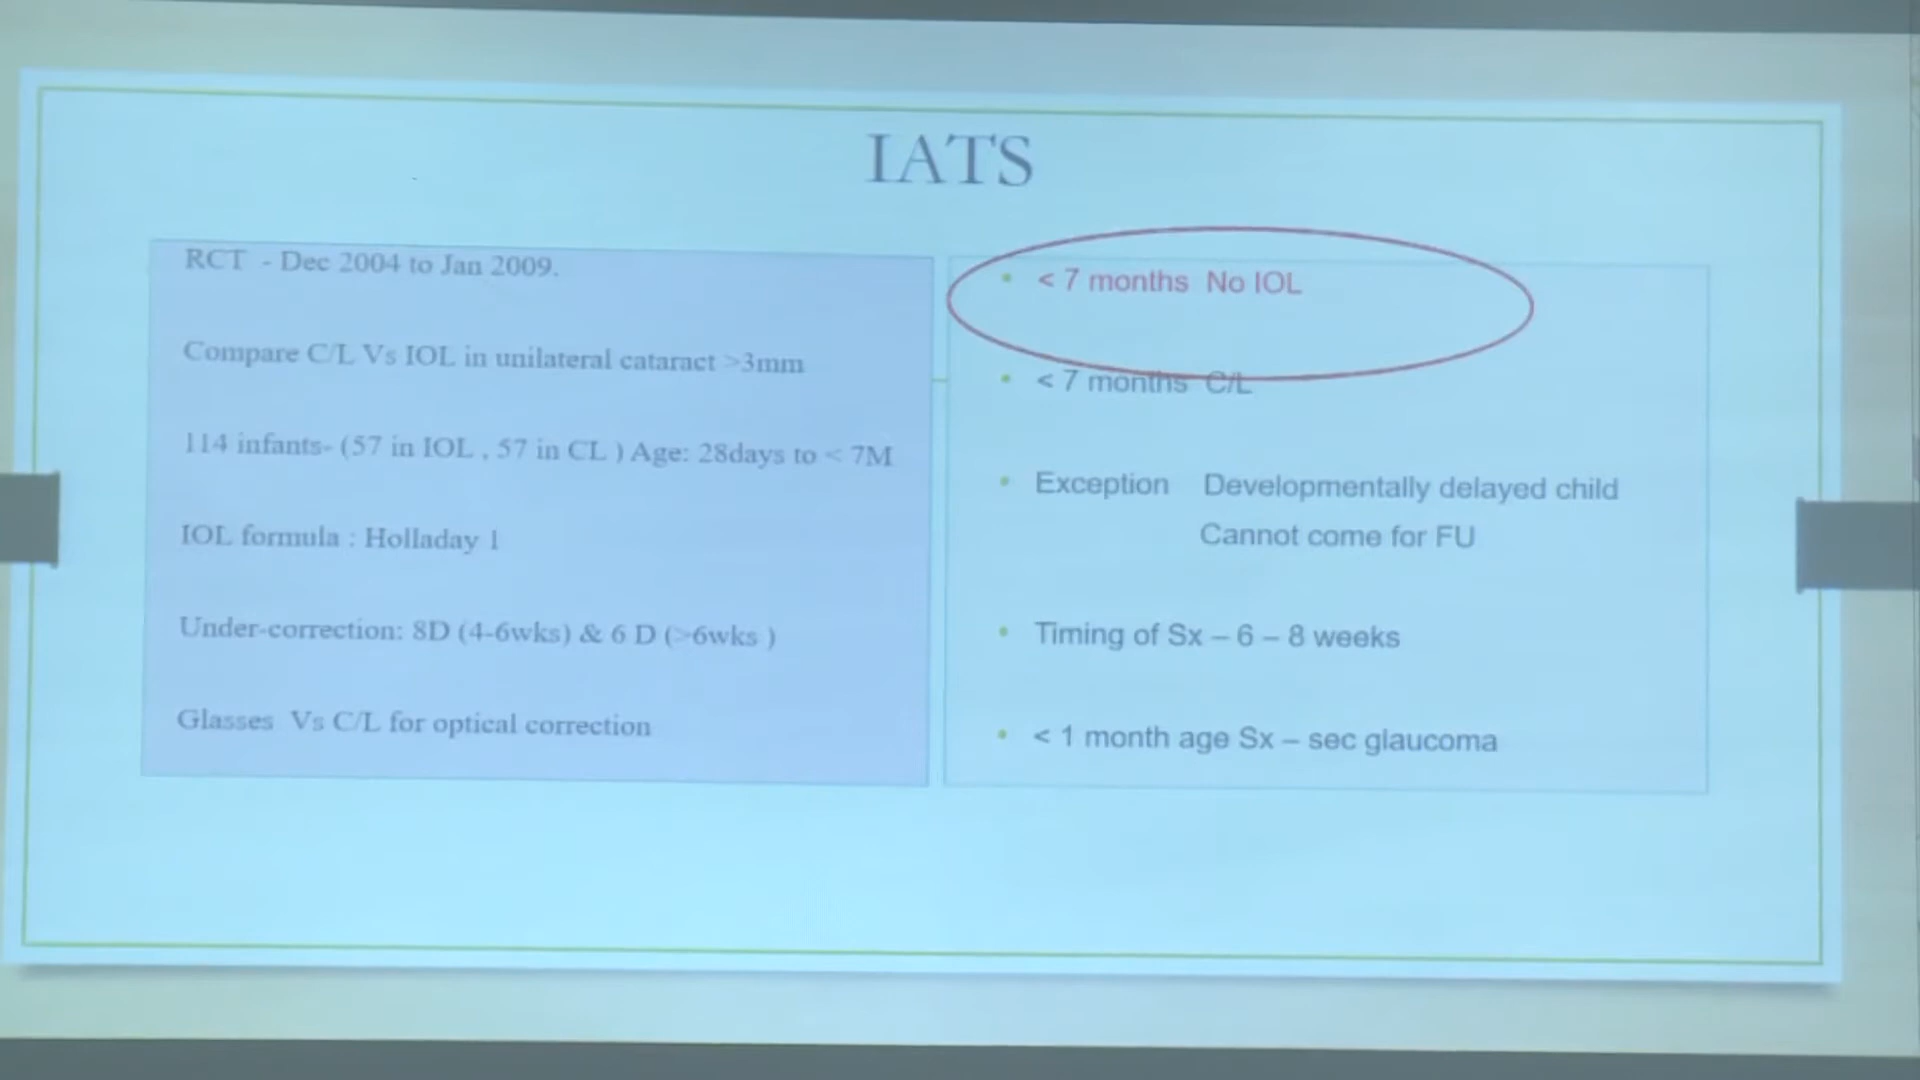 IATS
RCT - Dec 2004 to Jan 2009.
Compare C/L Vs IOL in unilateral cataract >3mm
114 infants- (57 in IOL , 57 in CL ) Age: 28days to < 7M
IOL formula : Holladay 1
Under-correction: 8D (4-6wks) & 6 D (>6wks )
Glasses Vs C/L for optical correction
• < 7 months No IOL
• < 7 months C/L
• Exception Developmentally delayed child
Cannot come for FU
• Timing of Sx – 6 – 8 weeks
• < 1 month age Sx – sec glaucoma